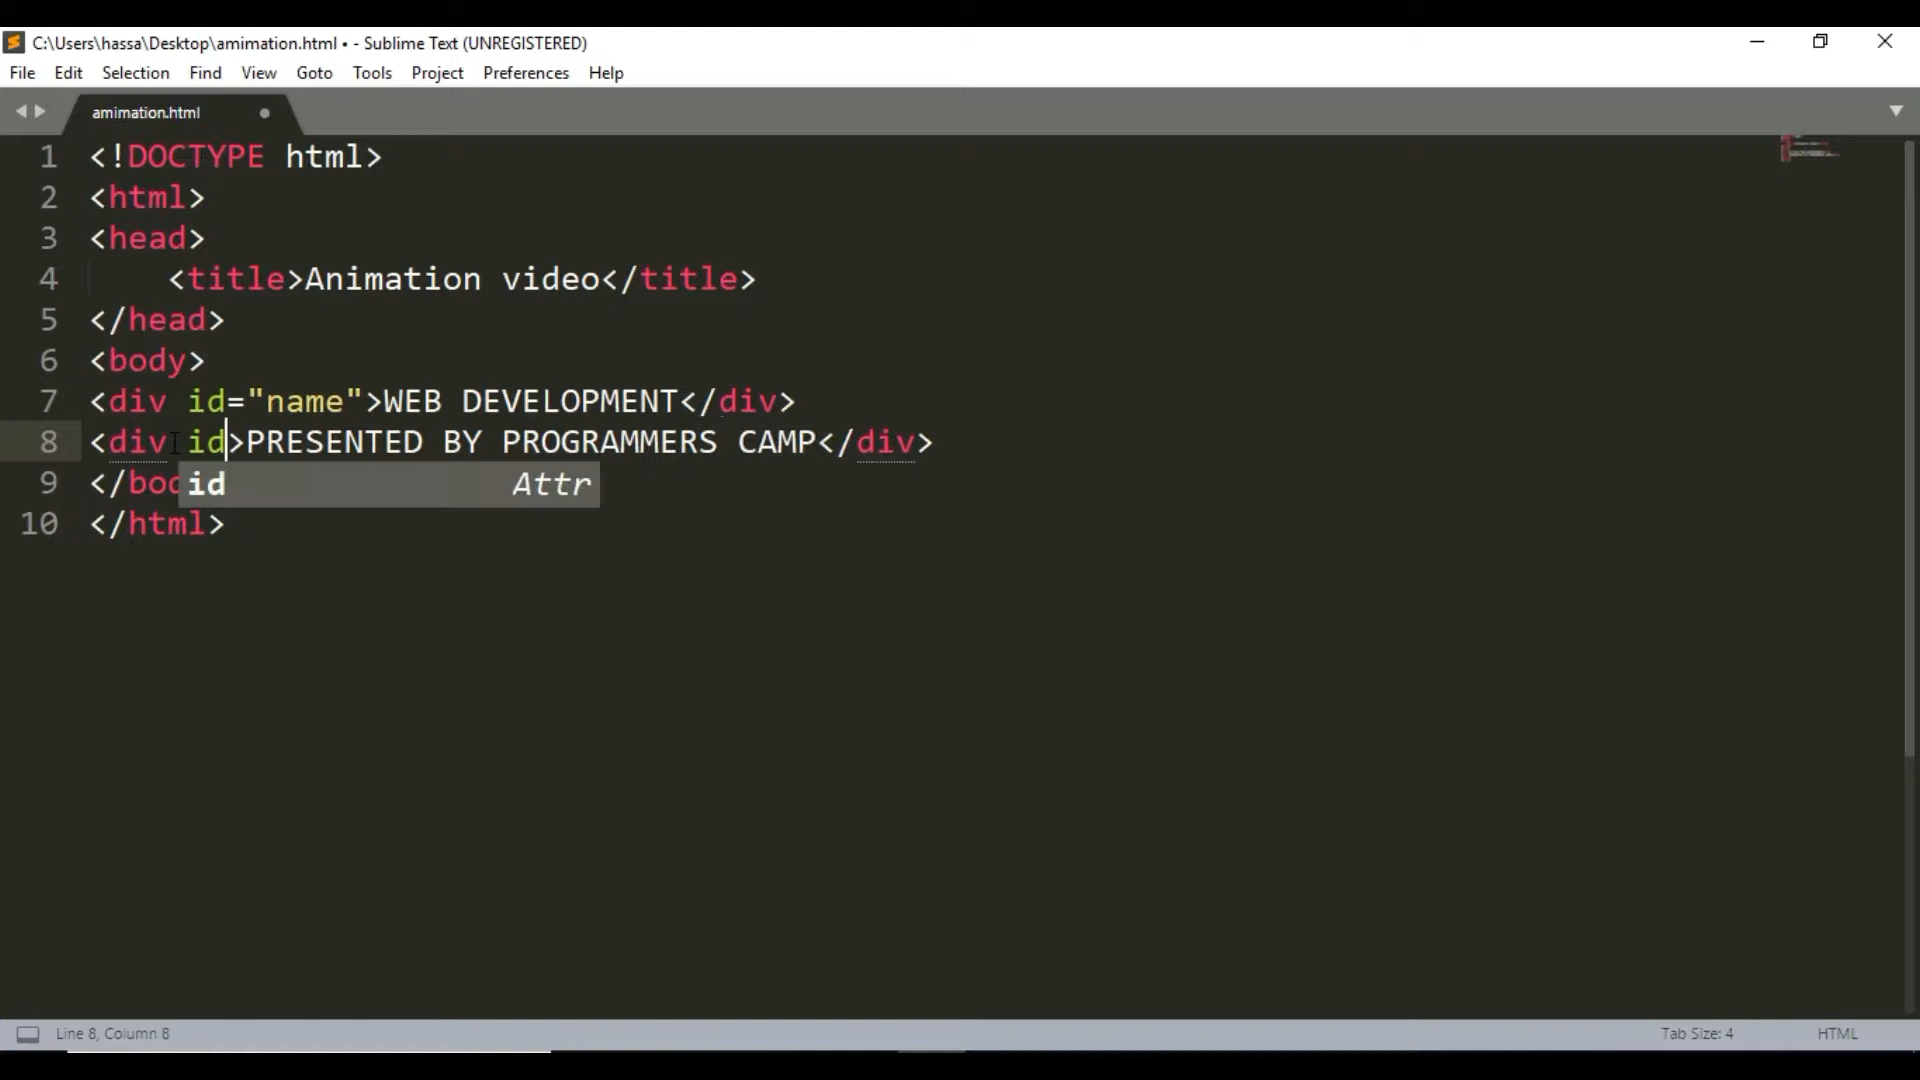 C:\Users\hassa\Desktop\amimation.html • - Sublime Text (UNREGISTERED)
File Edit Selection Find View Goto Tools Project Preferences Help
amimation.html
1 <!DOCTYPE html>
2 <html>
3 <head>
4 <title>Animation video</title>
5 </head>
6 <body>
7 <div id="name">WEB DEVELOPMENT</div>
8 <div id>PRESENTED BY PROGRAMMERS CAMP</div>
9 </bod id Attr
10 </html>
Line 8, Column 8 Tab Size: 4 HTML